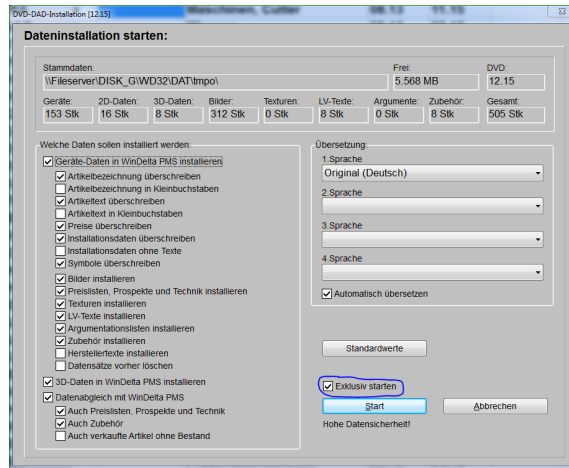 DVD-DAD-Installation [12.15]
Maschinen, Cutter 08.13 11.15
Dateninstallation starten:
Stammdaten: Frei: DVD:
\\Fileserver\DISK_G\WD32\DAT\tmpo\ 5.568 MB 12.15
Geräte: 2D-Daten: 3D-Daten: Bilder: Texturen: LV-Texte: Argumente: Zubehör: Gesamt:
153 Stk 16 Stk 8 Stk 312 Stk 0 Stk 8 Stk 0 Stk 8 Stk 505 Stk
Welche Daten sollen installiert werden:
Geräte-Daten in WinDelta PMS installieren
Artikelbezeichnung überschreiben
Artikelbezeichnung in Kleinbuchstaben
Artikeltext überschreiben
Artikeltext in Kleinbuchstaben
Preise überschreiben
Installationsdaten überschreiben
Installationsdaten ohne Texte
Symbole überschreiben
Bilder installieren
Preislisten, Prospekte und Technik installieren
Texturen installieren
LV-Texte installieren
Argumentationslisten installieren
Zubehör installieren
Herstellertexte installieren
Datensätze vorher löschen
3D-Daten in WinDelta PMS installieren
Datenabgleich mit WinDelta PMS
Auch Preislisten, Prospekte und Technik
Auch Zubehör
Auch verkaufte Artikel ohne Bestand
Übersetzung:
1.Sprache
Original (Deutsch)
2.Sprache
3.Sprache
4.Sprache
Automatisch übersetzen
Standardwerte
Exklusiv starten
Start Abbrechen
Hohe Datensicherheit!